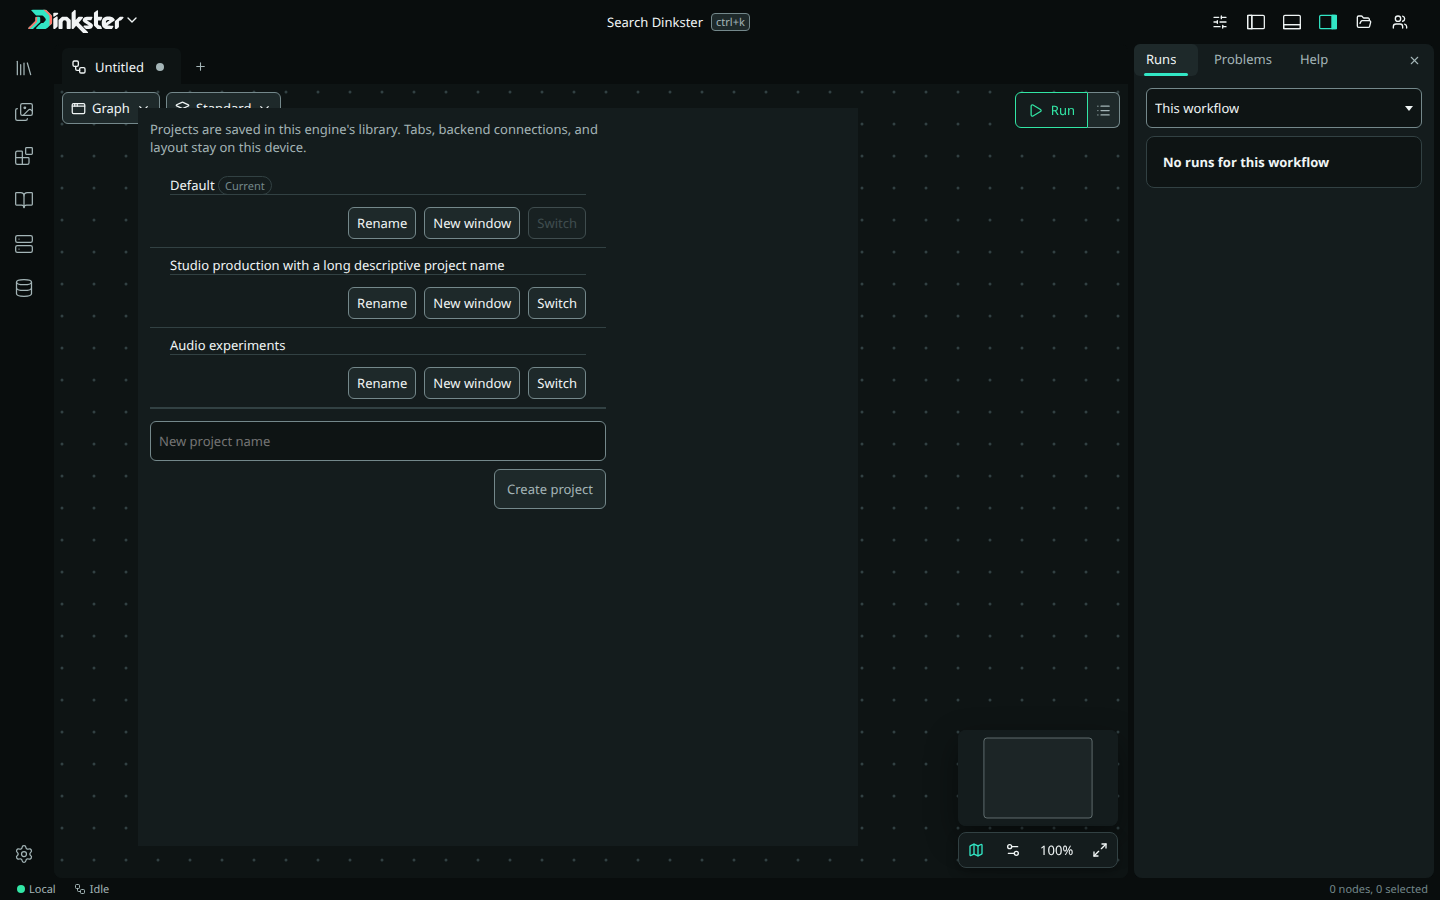 Dinkster
Search Dinkster ctrl+k
Untitled
Graph
Standard
Run
Projects are saved in this engine's library. Tabs, backend connections, and
layout stay on this device.
Default Current
Rename New window Switch
Studio production with a long descriptive project name
Rename New window Switch
Audio experiments
Rename New window Switch
New project name
Create project
Runs Problems Help
This workflow
No runs for this workflow
100%
Local Idle
0 nodes, 0 selected